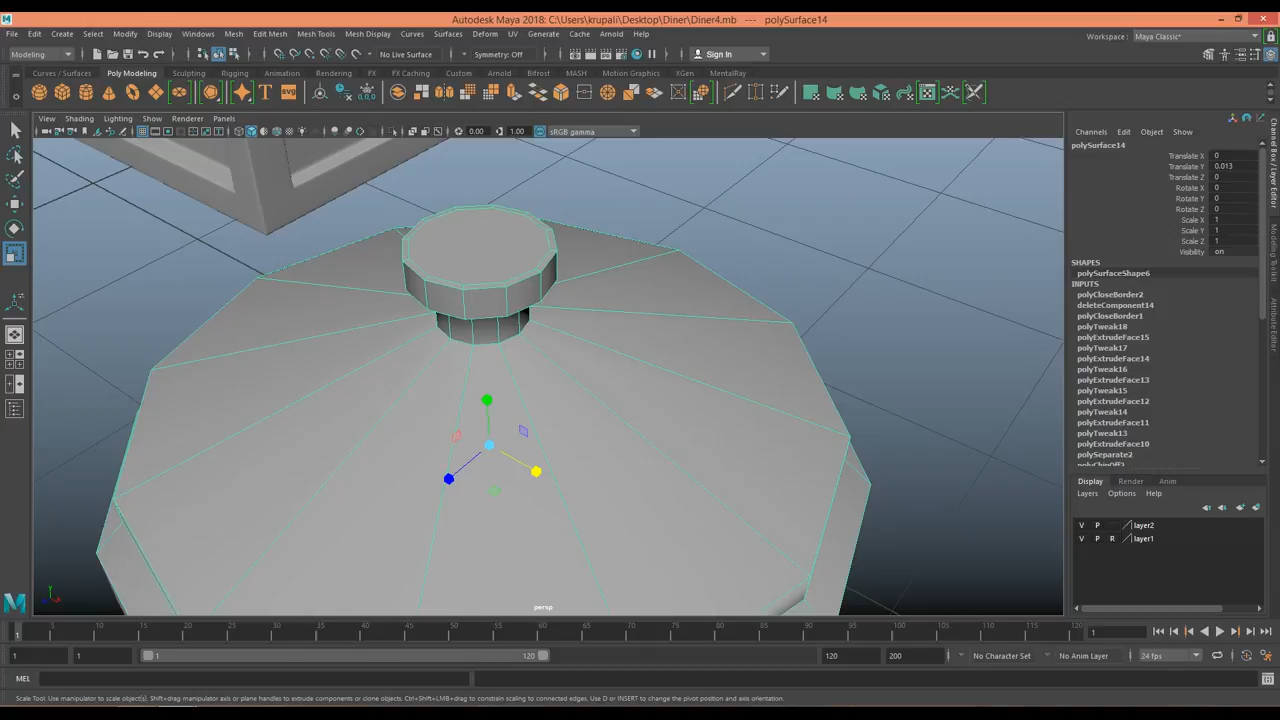 Autodesk Maya 2018: C:\Users\krupali\Desktop\Diner\Diner4.mb   ---   polySurface14
File Edit Create Select Modify Display Windows Mesh Edit Mesh Mesh Tools Mesh Display Curves Surfaces Deform UV Generate Cache Arnold Help
Workspace : Maya Classic*
Modeling No Live Surface Symmetry: Off Sign In
Curves / Surfaces Poly Modeling Sculpting Rigging Animation Rendering FX FX Caching Custom Arnold Bifrost MASH Motion Graphics XGen MentalRay
T SVG
View Shading Lighting Show Renderer Panels
0.00 1.00 sRGB gamma
Channels Edit Object Show
polySurface14
Translate X 0
Translate Y 0.013
Translate Z 0
Rotate X 0
Rotate Y 0
Rotate Z 0
Scale X 1
Scale Y 1
Scale Z 1
Visibility on
SHAPES
polySurfaceShape6
INPUTS
polyCloseBorder2
deleteComponent14
polyCloseBorder1
polyTweak18
polyExtrudeFace15
polyTweak17
polyExtrudeFace14
polyTweak16
polyExtrudeFace13
polyTweak15
polyExtrudeFace12
polyTweak14
polyExtrudeFace11
polyTweak13
polyExtrudeFace10
polySeparate2
polyChipOff2
Channel Box / Layer Editor
Modeling Toolkit
Attribute Editor
Display Render Anim
Layers Options Help
V P layer2
V P R layer1
persp
5 10 15 20 25 30 35 40 45 50 55 60 65 70 75 80 85 90 95 100 105 110 115 120
1 1
1 1 1 120 120 200 No Character Set No Anim Layer 24 fps
MEL
Scale Tool: Use manipulator to scale object(s). Shift+drag manipulator axis or plane handles to extrude components or clone objects. Ctrl+Shift+LMB+drag to constrain scaling to connected edges. Use D or INSERT to change the pivot position and axis orientation.